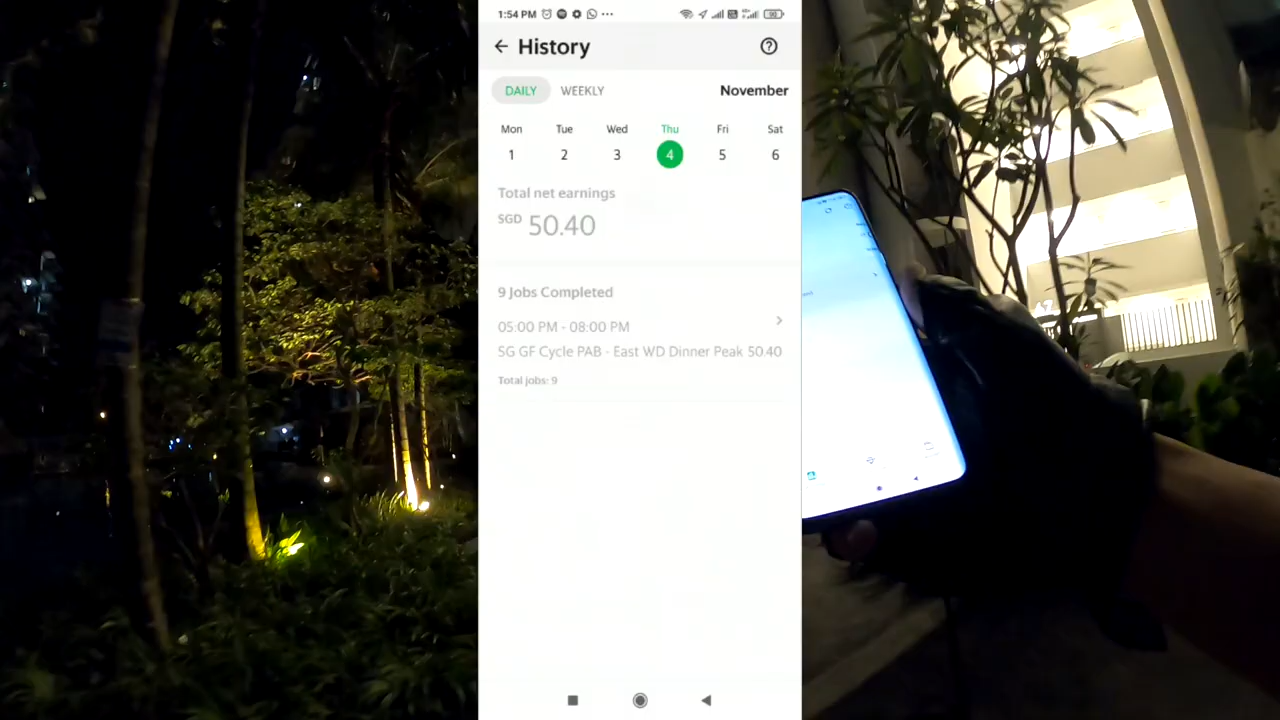 1:54 PM
History
DAILY WEEKLY November
Mon Tue Wed Thu Fri Sat
1 2 3 4 5 6
Total net earnings
SGD 50.40
9 Jobs Completed
05:00 PM - 08:00 PM
SG GF Cycle PAB - East WD Dinner Peak 50.40
Total jobs: 9